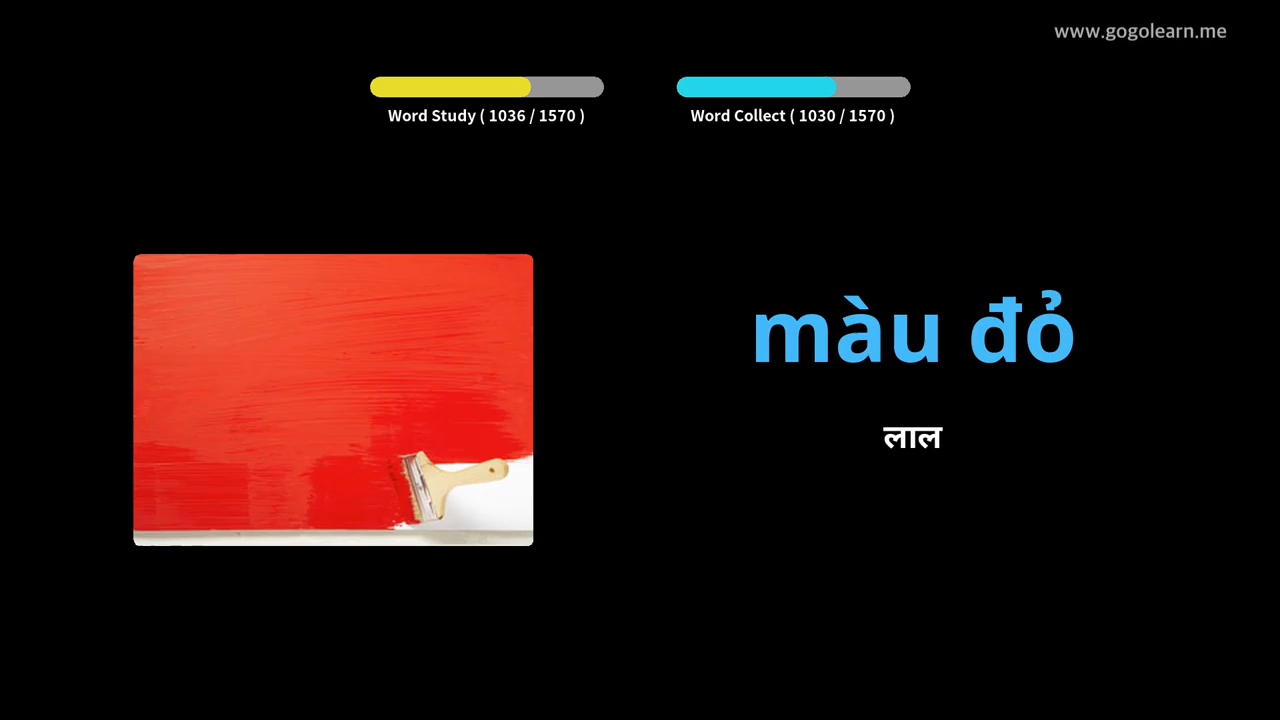 www.gogolearn.me
Word Study ( 1036 / 1570 )
Word Collect ( 1030 / 1570 )
màu đỏ
लाल